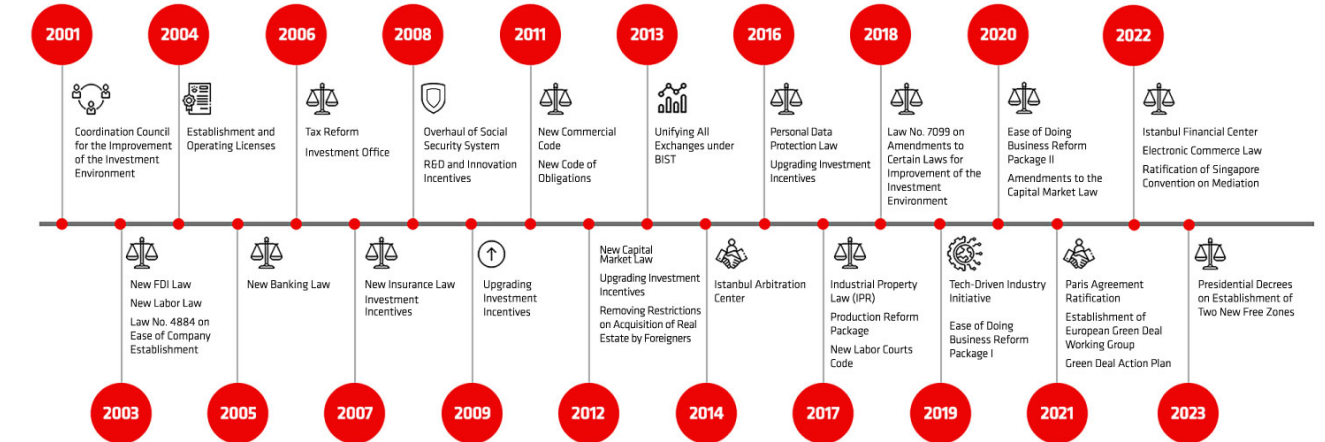 2001
2004
2006
2008
2011
2013
2016
2018
2020
2022
Coordination Council
for the Improvement
of the Investment
Environment
Establishment and
Operating Licenses
Tax Reform
Investment Office
Overhaul of Social
Security System
R&D and Innovation
Incentives
New Commercial
Code
New Code of
Obligations
Unifying All
Exchanges under
BIST
Personal Data
Protection Law
Upgrading Investment
Incentives
Law No. 7099 on
Amendments to
Certain Laws for
Improvement of the
Investment
Environment
Ease of Doing
Business Reform
Package II
Amendments to the
Capital Market Law
Istanbul Financial Center
Electronic Commerce Law
Ratification of Singapore
Convention on Mediation
New FDI Law
New Labor Law
Law No. 4884 on
Ease of Company
Establishment
New Banking Law
New Insurance Law
Investment
Incentives
Upgrading
Investment
Incentives
New Capital
Market Law
Upgrading Investment
Incentives
Removing Restrictions
on Acquisition of Real
Estate by Foreigners
Istanbul Arbitration
Center
Industrial Property
Law (IPR)
Production Reform
Package
New Labor Courts
Code
Tech-Driven Industry
Initiative
Ease of Doing
Business Reform
Package I
Paris Agreement
Ratification
Establishment of
European Green Deal
Working Group
Green Deal Action Plan
Presidential Decrees
on Establishment of
Two New Free Zones
2003
2005
2007
2009
2012
2014
2017
2019
2021
2023